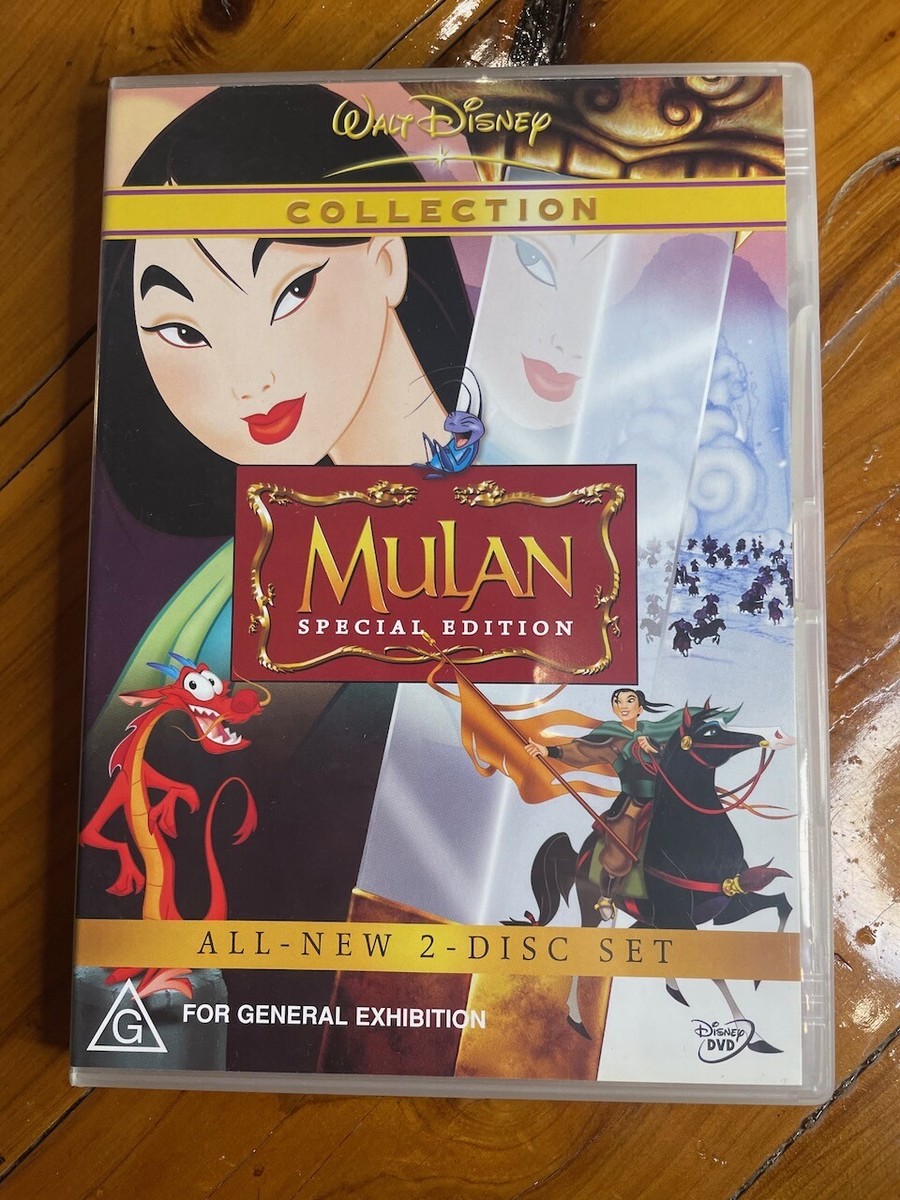 WALT DISNEY
COLLECTION
MULAN
SPECIAL EDITION
ALL-NEW 2-DISC SET
G
FOR GENERAL EXHIBITION
DISNEY
DVD